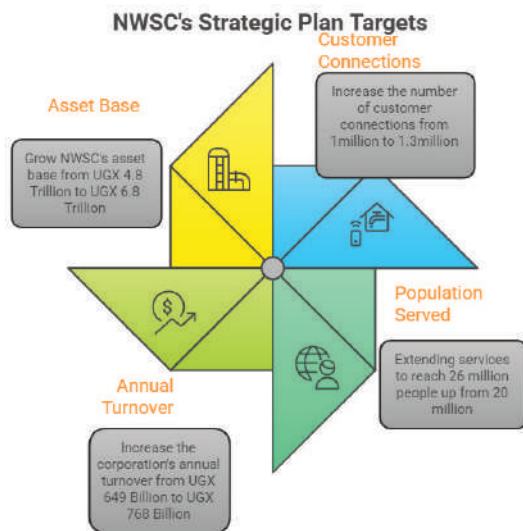 NWSC's Strategic Plan Targets
Customer
Connections
Increase the number
of customer
connections from
1million to 1.3million
Asset Base
Grow NWSC's asset
base from UGX 4.8
Trillion to UGX 6.8
Trillion
Population
Served
Extending services
to reach 26 million
people up from 20
million
Annual
Turnover
Increase the
corporation's annual
turnover from UGX
649 Billion to UGX
768 Billion
$